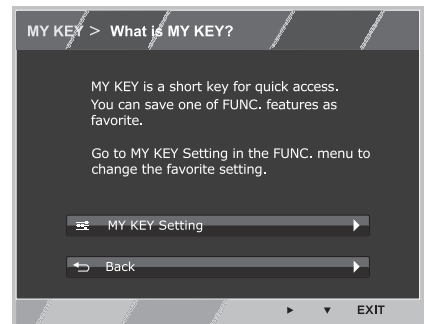 MY KEY > What is MY KEY?
MY KEY is a short key for quick access.
You can save one of FUNC. features as
favorite.
Go to MY KEY Setting in the FUNC. menu to
change the favorite setting.
MY KEY Setting
Back
EXIT